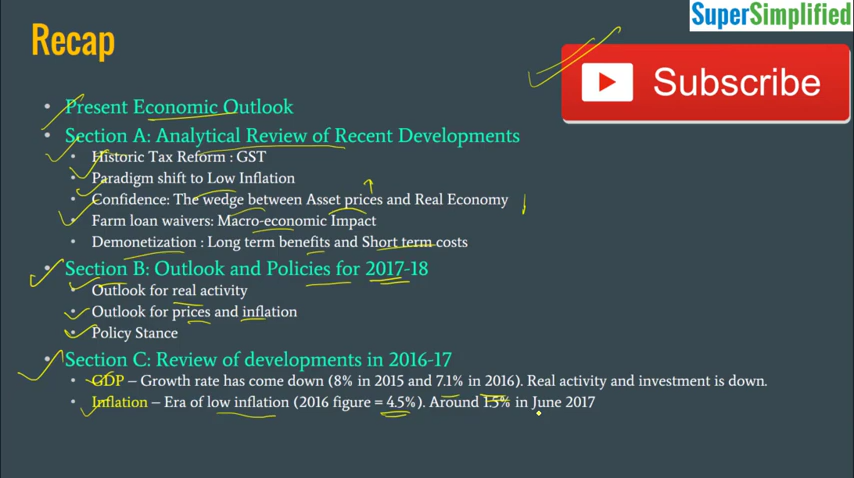 SuperSimplified
Recap
Subscribe
• Present Economic Outlook
• Section A: Analytical Review of Recent Developments
• Historic Tax Reform : GST
• Paradigm shift to Low Inflation
• Confidence: The wedge between Asset prices and Real Economy
• Farm loan waivers: Macro-economic Impact
• Demonetization : Long term benefits and Short term costs
• Section B: Outlook and Policies for 2017-18
• Outlook for real activity
• Outlook for prices and inflation
• Policy Stance
• Section C: Review of developments in 2016-17
• GDP – Growth rate has come down (8% in 2015 and 7.1% in 2016). Real activity and investment is down.
• Inflation – Era of low inflation (2016 figure = 4.5%). Around 1.5% in June 2017